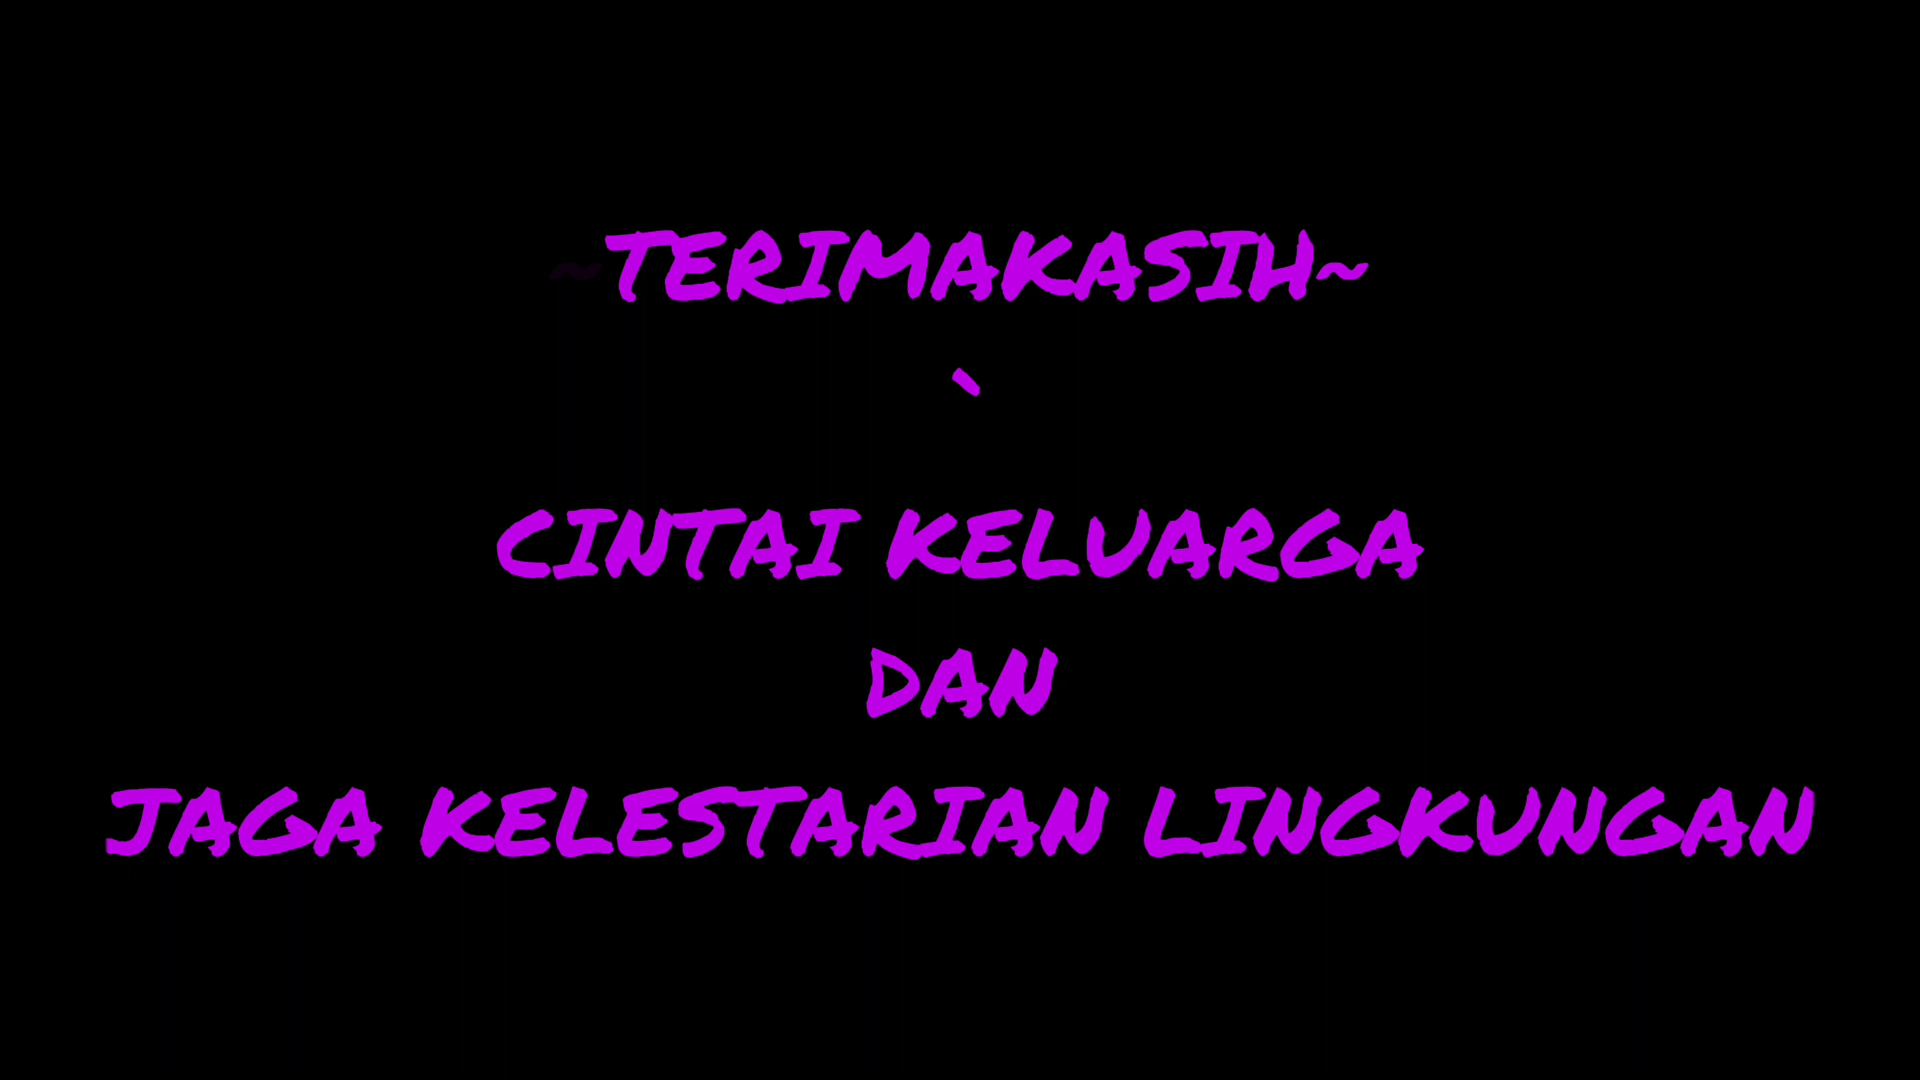 ~TERIMAKASIH~
`
CINTAI KELUARGA
DAN
JAGA KELESTARIAN LINGKUNGAN